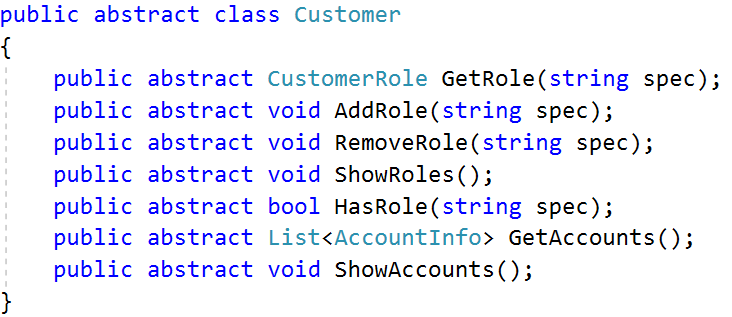 public abstract class Customer
{
    public abstract CustomerRole GetRole(string spec);
    public abstract void AddRole(string spec);
    public abstract void RemoveRole(string spec);
    public abstract void ShowRoles();
    public abstract bool HasRole(string spec);
    public abstract List<AccountInfo> GetAccounts();
    public abstract void ShowAccounts();
}